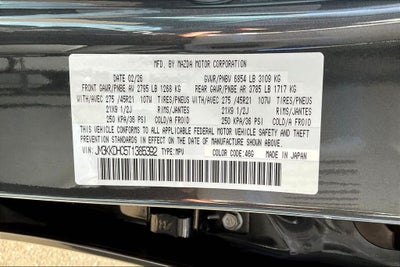 MFD. BY MAZDA MOTOR CORPORATION
DATE 02/26 GVWR/PNBV 6854 LB 3109 KG
FRONT GAWR/PNBE AV 2795 LB 1268 KG REAR GAWR/PNBE AR 3785 LB 1717 KG
WITH/AVEC 275 /45R21 107W TIRES/PNEUS WITH/AVEC 275 /45R21 107W TIRES/PNEUS
21X9 1/2J RIMS/JANTES 21X9 1/2J RIMS/JANTES
250 KPA/36 PSI COLD/A FROID 250 KPA/36 PSI COLD/A FROID
THIS VEHICLE CONFORMS TO ALL APPLICABLE FEDERAL MOTOR VEHICLE SAFETY AND THEFT
PREVENTION STANDARDS IN EFFECT ON THE DATE OF MANUFACTURE SHOWN ABOVE.
VIN: JM3KKDHC5T1385392 TYPE: MPV COLOR CODE: 46G MADE IN JAPAN